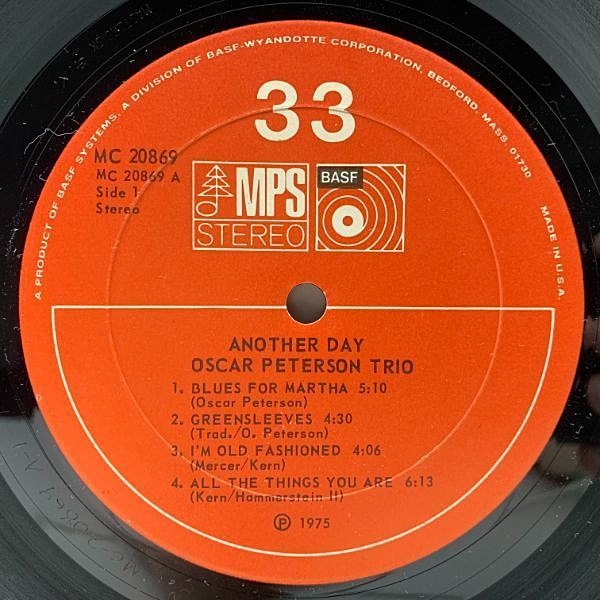 A PRODUCT OF BASF SYSTEMS, A DIVISION OF BASF-WYANDOTTE CORPORATION, BEDFORD, MASS. 01730
33
MC 20869
MC 20869 A
Side 1
Stereo
MPS
STEREO
BASF
MADE IN U.S.A.
ANOTHER DAY
OSCAR PETERSON TRIO
1. BLUES FOR MARTHA 5:10
(Oscar Peterson)
2. GREENSLEEVES 4:30
(Trad./O. Peterson)
3. I'M OLD FASHIONED 4:06
(Mercer/Kern)
4. ALL THE THINGS YOU ARE 6:13
(Kern/Hammerstein II)
℗ 1975